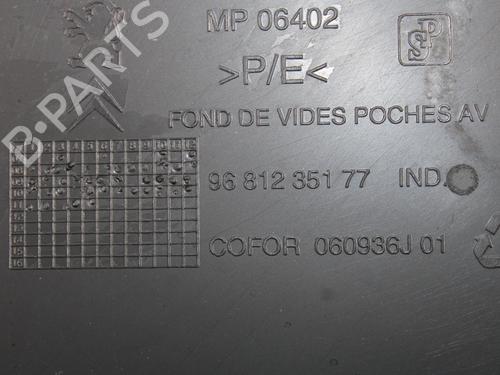 MP 06402
>P/E<
FOND DE VIDES POCHES AV
96 812 351 77 IND.
COFOR 060936J 01
B-PARTS